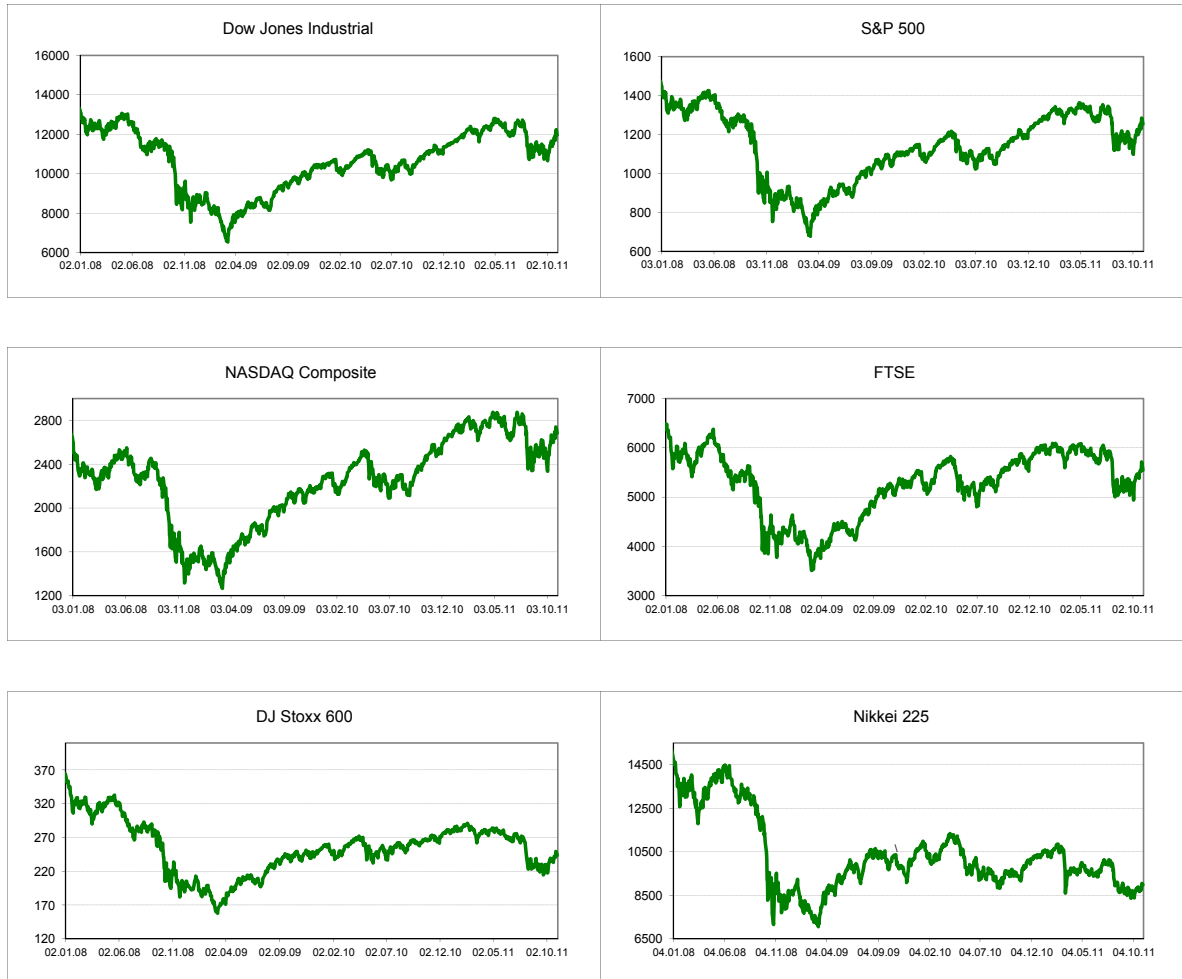 Dow Jones Industrial
16000
14000
12000
10000
8000
6000
02.01.08 02.06.08 02.11.08 02.04.09 02.09.09 02.02.10 02.07.10 02.12.10 02.05.11 02.10.11
S&P 500
1600
1400
1200
1000
800
600
03.01.08 03.06.08 03.11.08 03.04.09 03.09.09 03.02.10 03.07.10 03.12.10 03.05.11 03.10.11
NASDAQ Composite
2800
2400
2000
1600
1200
03.01.08 03.06.08 03.11.08 03.04.09 03.09.09 03.02.10 03.07.10 03.12.10 03.05.11 03.10.11
FTSE
7000
6000
5000
4000
3000
02.01.08 02.06.08 02.11.08 02.04.09 02.09.09 02.02.10 02.07.10 02.12.10 02.05.11 02.10.11
DJ Stoxx 600
370
320
270
220
170
120
02.01.08 02.06.08 02.11.08 02.04.09 02.09.09 02.02.10 02.07.10 02.12.10 02.05.11 02.10.11
Nikkei 225
14500
12500
10500
8500
6500
04.01.08 04.06.08 04.11.08 04.04.09 04.09.09 04.02.10 04.07.10 04.12.10 04.05.11 04.10.11